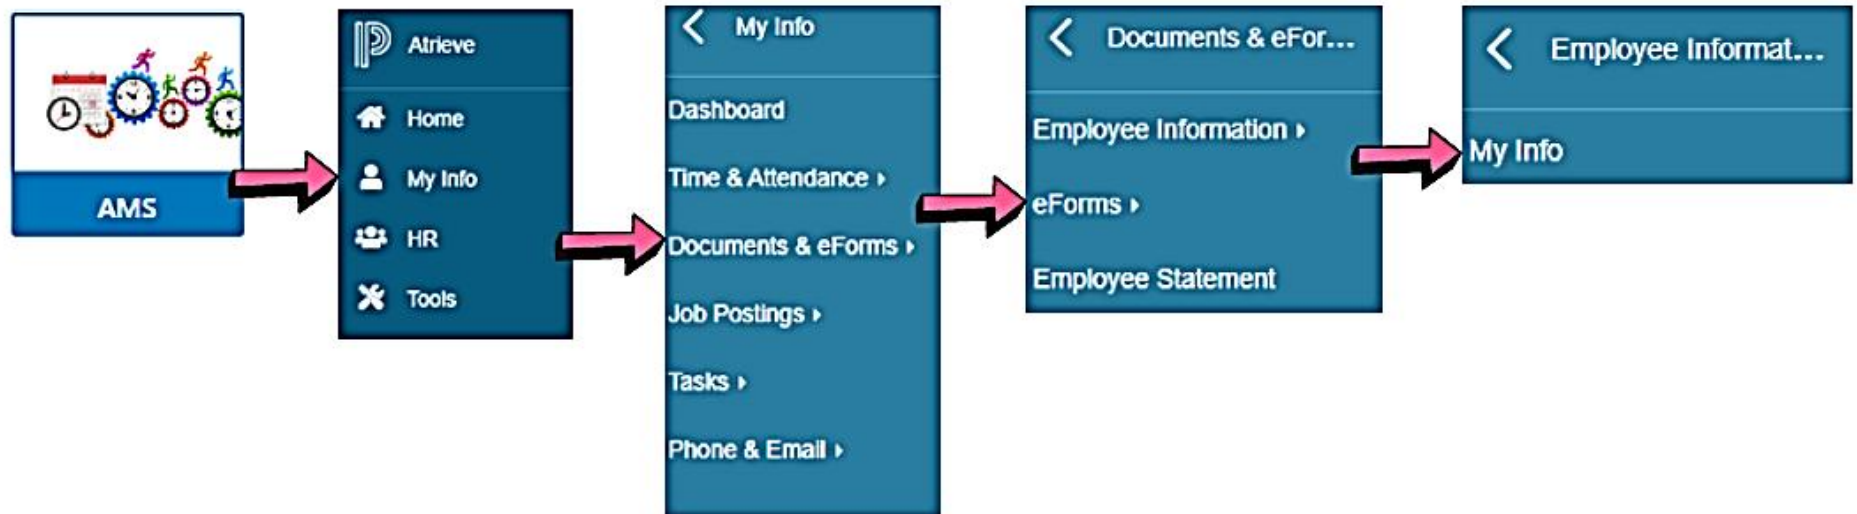 AMS
Atrieve
Home
My Info
HR
Tools
My Info
Dashboard
Time & Attendance
Documents & eForms
Job Postings
Tasks
Phone & Email
Documents & eFor...
Employee Information
eForms
Employee Statement
Employee Informat...
My Info